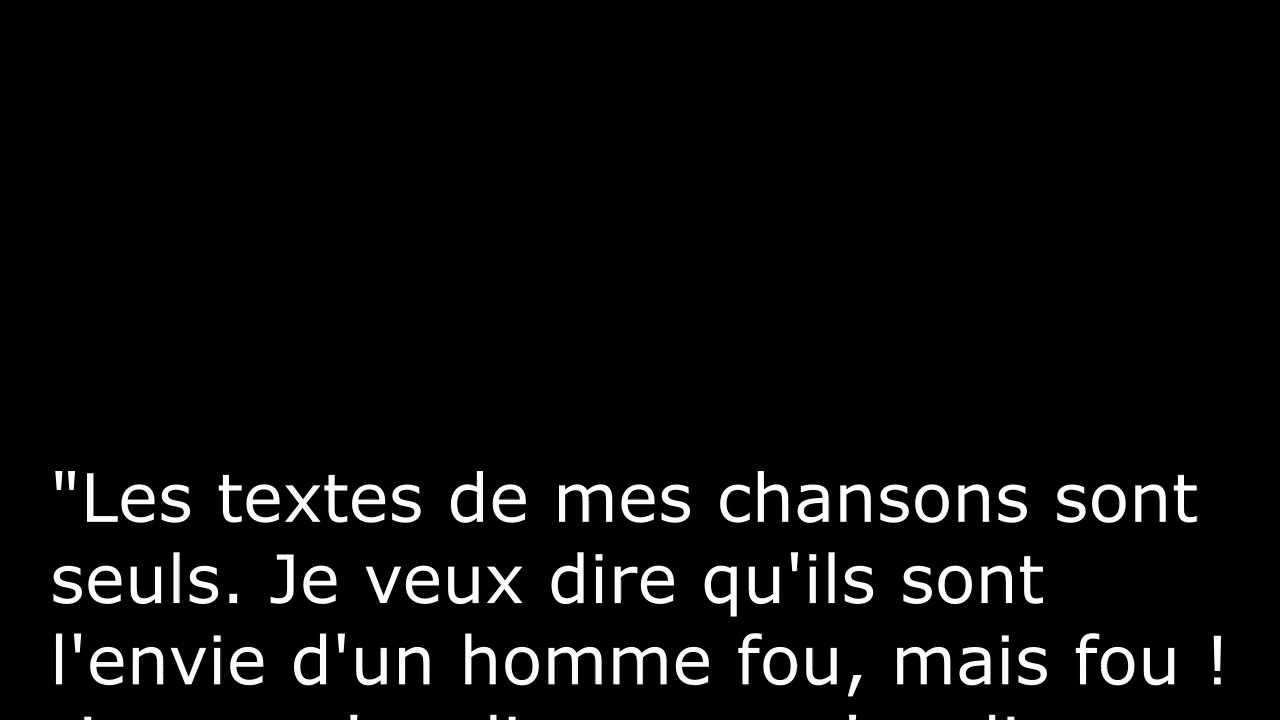 "Les textes de mes chansons sont
seuls. Je veux dire qu'ils sont
l'envie d'un homme fou, mais fou !